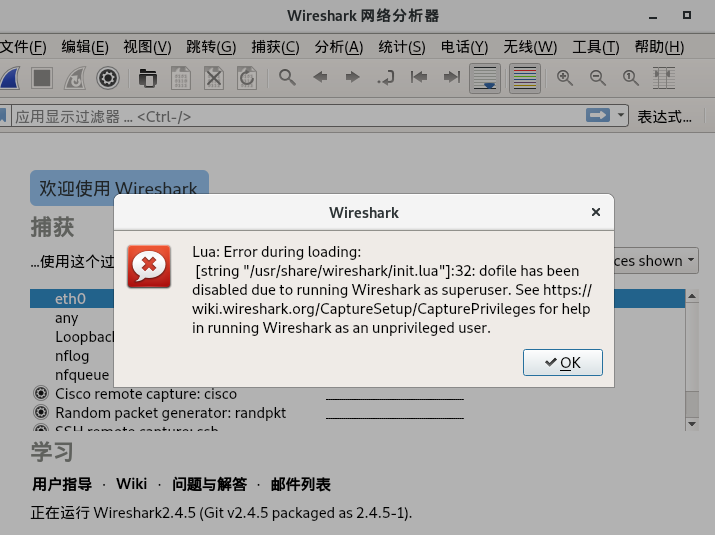 Wireshark 网络分析器
文件(F) 编辑(E) 视图(V) 跳转(G) 捕获(C) 分析(A) 统计(S) 电话(Y) 无线(W) 工具(T) 帮助(H)
应用显示过滤器 ... <Ctrl-/> 表达式...
欢迎使用 Wireshark
捕获
...使用这个过
ces shown
Wireshark
Lua: Error during loading:
[string "/usr/share/wireshark/init.lua"]:32: dofile has been
disabled due to running Wireshark as superuser. See https://
wiki.wireshark.org/CaptureSetup/CapturePrivileges for help
in running Wireshark as an unprivileged user.
OK
eth0
any
Loopback
nflog
nfqueue
Cisco remote capture: cisco
Random packet generator: randpkt
SSH remote capture: ssh
学习
用户指导 · Wiki · 问题与解答 · 邮件列表
正在运行 Wireshark2.4.5 (Git v2.4.5 packaged as 2.4.5-1).